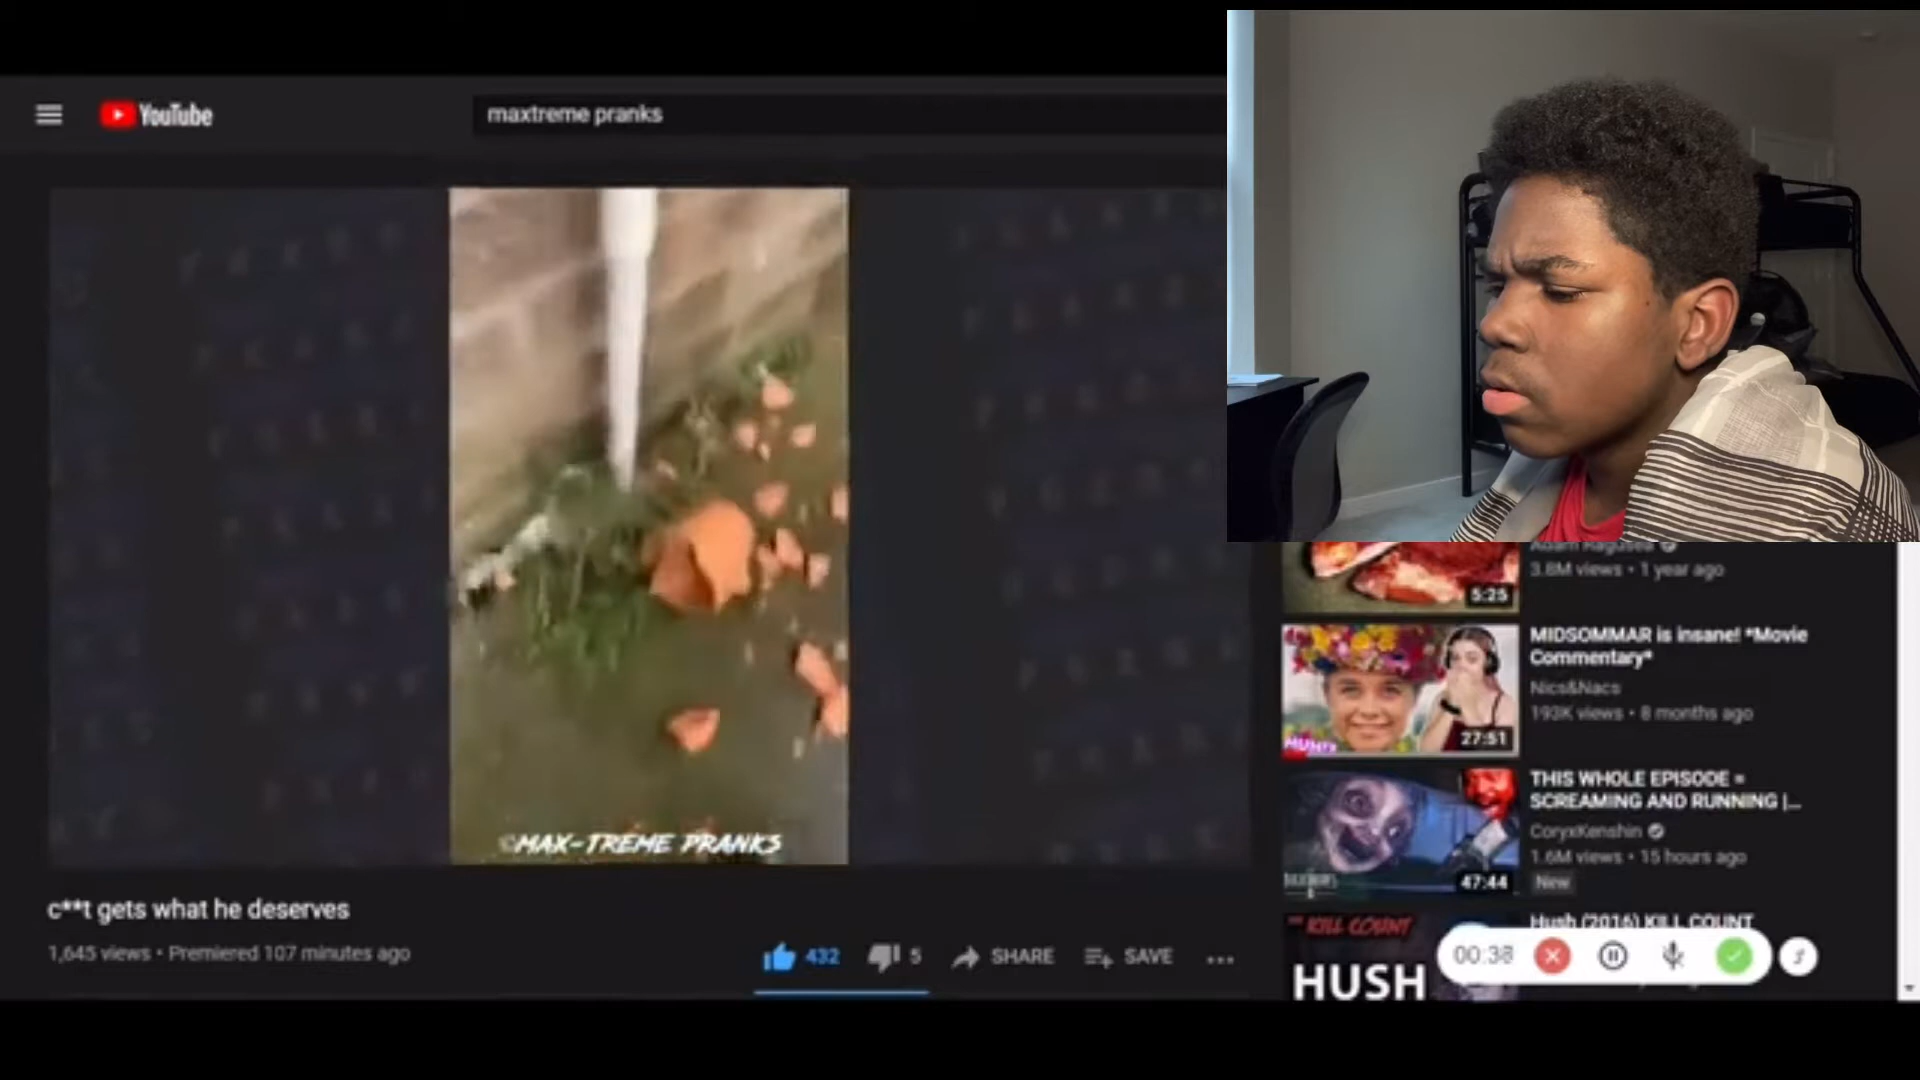 YouTube
maxtreme pranks
©MAX-TREME PRANKS
c**t gets what he deserves
1,645 views • Premiered 107 minutes ago
432
5
SHARE
SAVE
Adam Ragusea
3.8M views • 1 year ago
5:25
MIDSOMMAR is insane! *Movie
Commentary*
Nics&Nacs
193K views • 8 months ago
27:51
THIS WHOLE EPISODE =
SCREAMING AND RUNNING |...
CoryxKenshin
1.6M views • 15 hours ago
New
47:44
KILL COUNT
HUSH
Hush (2016) KILL COUNT
00:38